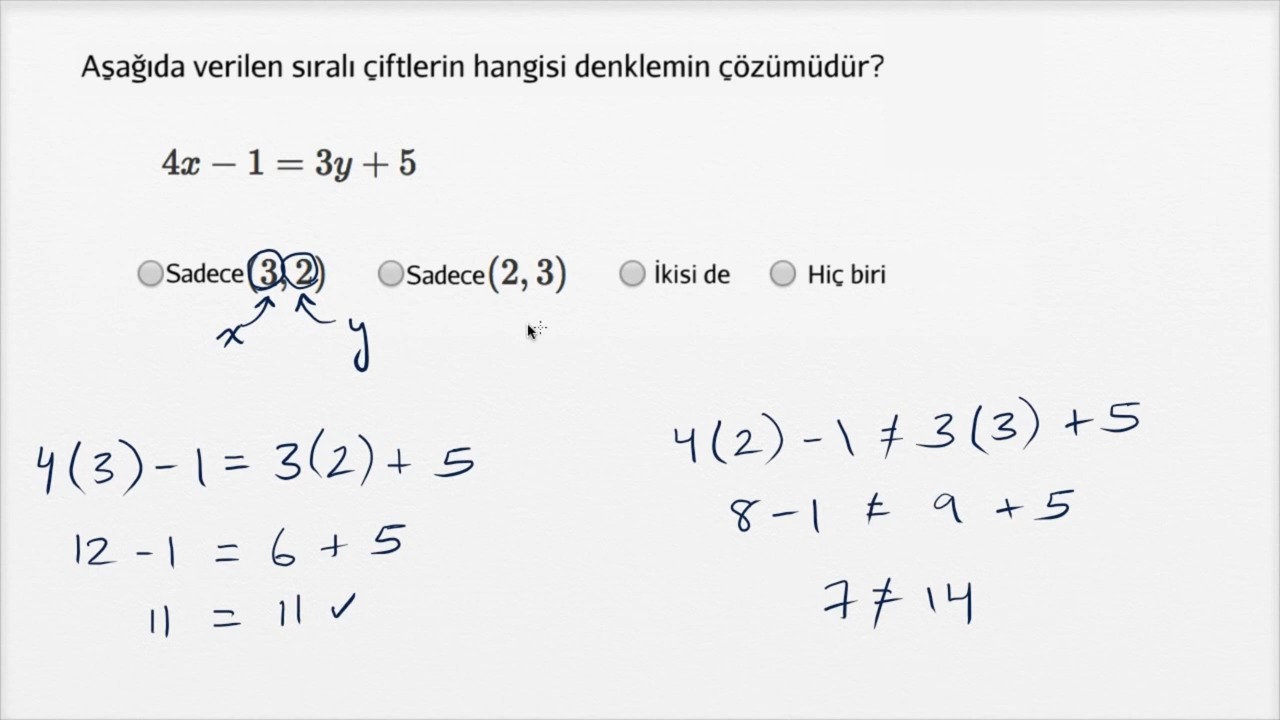 Aşağıda verilen sıralı çiftlerin hangisi denklemin çözümüdür?
4x − 1 = 3y + 5
Sadece (3, 2) Sadece (2, 3) İkisi de Hiç biri
x y
4(3) - 1 = 3(2) + 5
12 - 1 = 6 + 5
11 = 11 ✓
4(2) - 1 ≠ 3(3) + 5
8 - 1 ≠ 9 + 5
7 ≠ 14